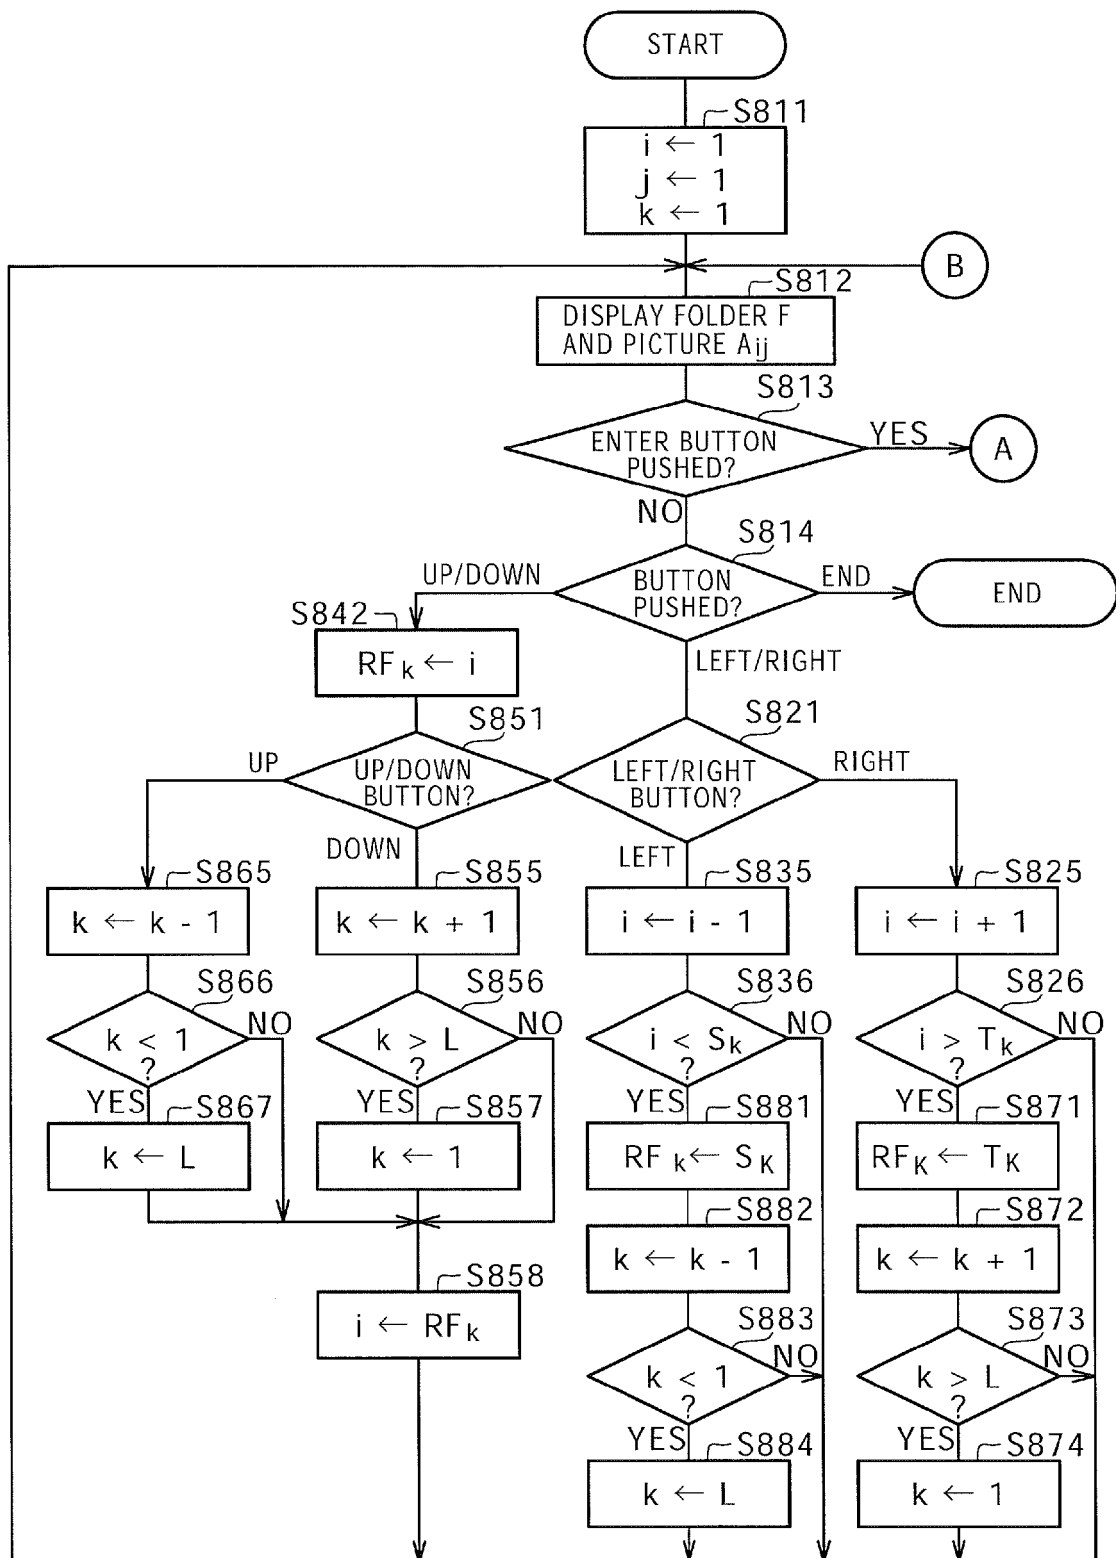 START
S811
i ← 1
j ← 1
k ← 1
B
S812
DISPLAY FOLDER F
AND PICTURE Aij
S813
ENTER BUTTON
PUSHED?
YES
A
NO
S814
UP/DOWN
BUTTON
PUSHED?
END
END
S842
RFk ← i
LEFT/RIGHT
S851
UP
UP/DOWN
BUTTON?
DOWN
S821
LEFT/RIGHT
BUTTON?
RIGHT
LEFT
S865
k ← k - 1
S855
k ← k + 1
S835
i ← i - 1
S825
i ← i + 1
S866
k < 1
?
NO
YES
S856
k > L
?
NO
YES
S836
i < Sk
?
NO
YES
S826
i > Tk
?
NO
YES
S867
k ← L
S857
k ← 1
S881
RFk ← SK
S871
RFK ← TK
S882
k ← k - 1
S872
k ← k + 1
S858
i ← RFk
S883
k < 1
?
NO
YES
S873
k > L
?
NO
YES
S884
k ← L
S874
k ← 1